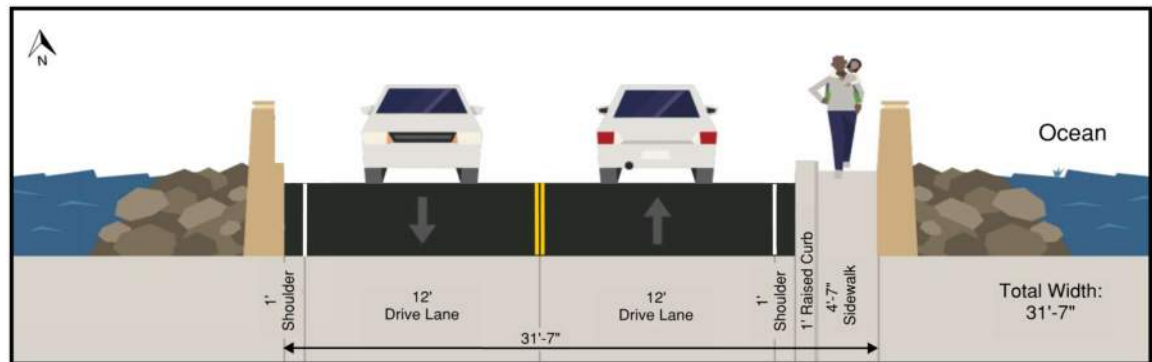 N
Ocean
1'
Shoulder
12'
Drive Lane
12'
Drive Lane
1'
Shoulder
1' Raised Curb
4'-7"
Sidewalk
Total Width:
31'-7"
31'-7"